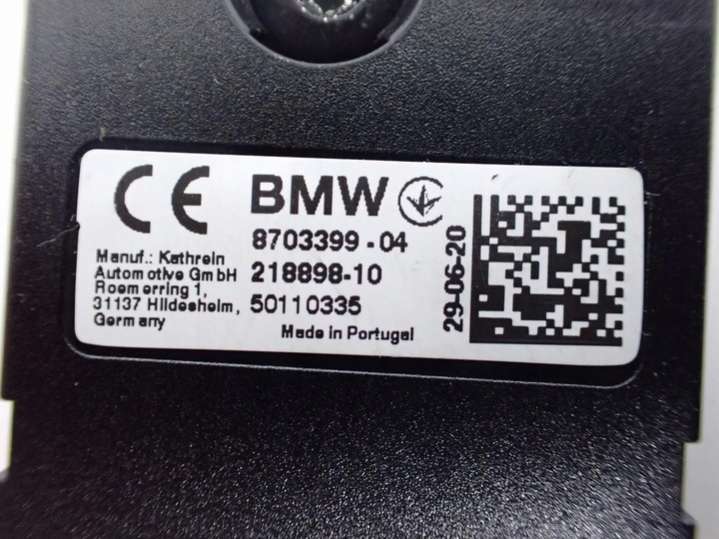 CE BMW
8703399-04
218898-10
50110335
Manuf.: Kathrein
Automotive GmbH
Roemerring 1,
31137 Hildesheim,
Germany
Made in Portugal
29-06-20